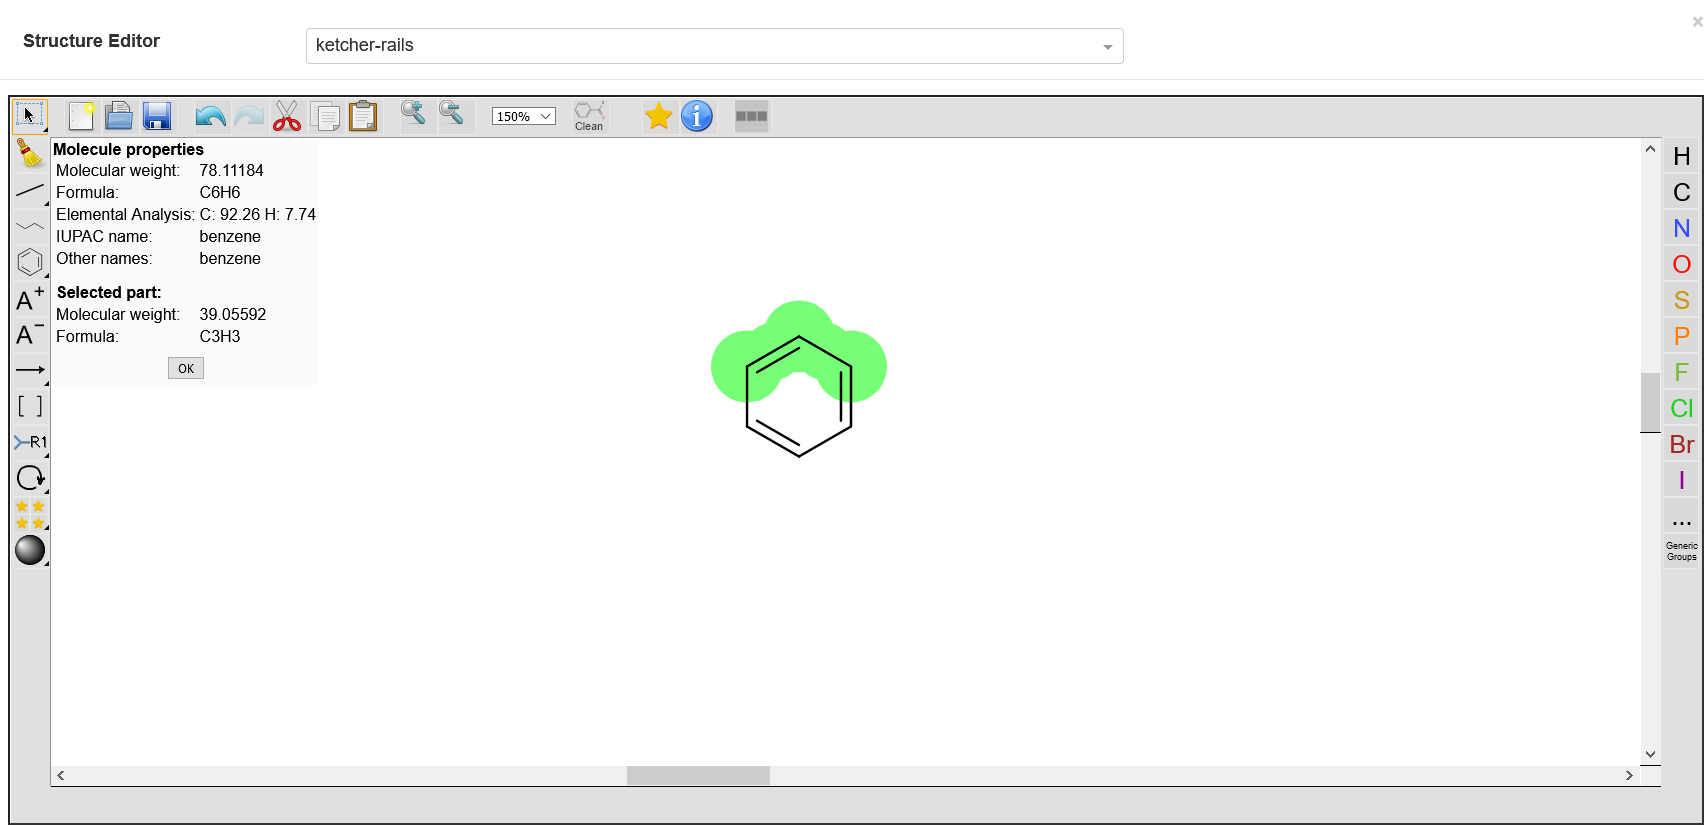 Structure Editor
ketcher-rails
×
150%
Clean
Molecule properties
Molecular weight: 78.11184
Formula: C6H6
Elemental Analysis: C: 92.26 H: 7.74
IUPAC name: benzene
Other names: benzene
Selected part:
Molecular weight: 39.05592
Formula: C3H3
OK
A+
A−
[ ]
R1
H
C
N
O
S
P
F
Cl
Br
I
...
Generic
Groups